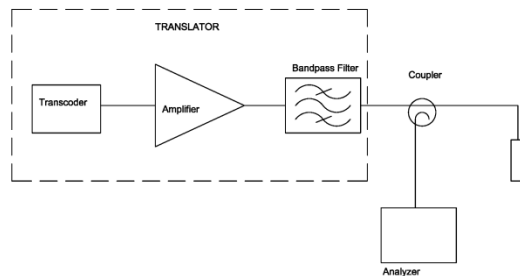 TRANSLATOR
Bandpass Filter
Coupler
Transcoder
Amplifier
Analyzer